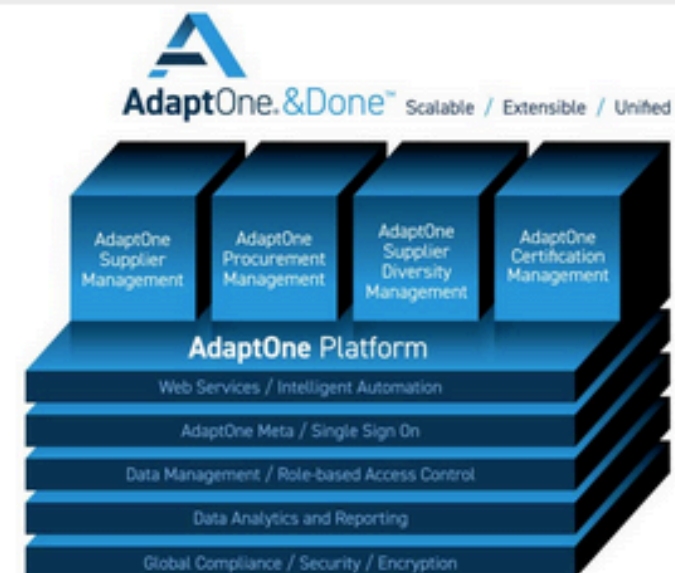 AdaptOne.&Done™ Scalable / Extensible / Unified
AdaptOne
Supplier
Management
AdaptOne
Procurement
Management
AdaptOne
Supplier
Diversity
Management
AdaptOne
Certification
Management
AdaptOne Platform
Web Services / Intelligent Automation
AdaptOne Meta / Single Sign On
Data Management / Role-based Access Control
Data Analytics and Reporting
Global Compliance / Security / Encryption